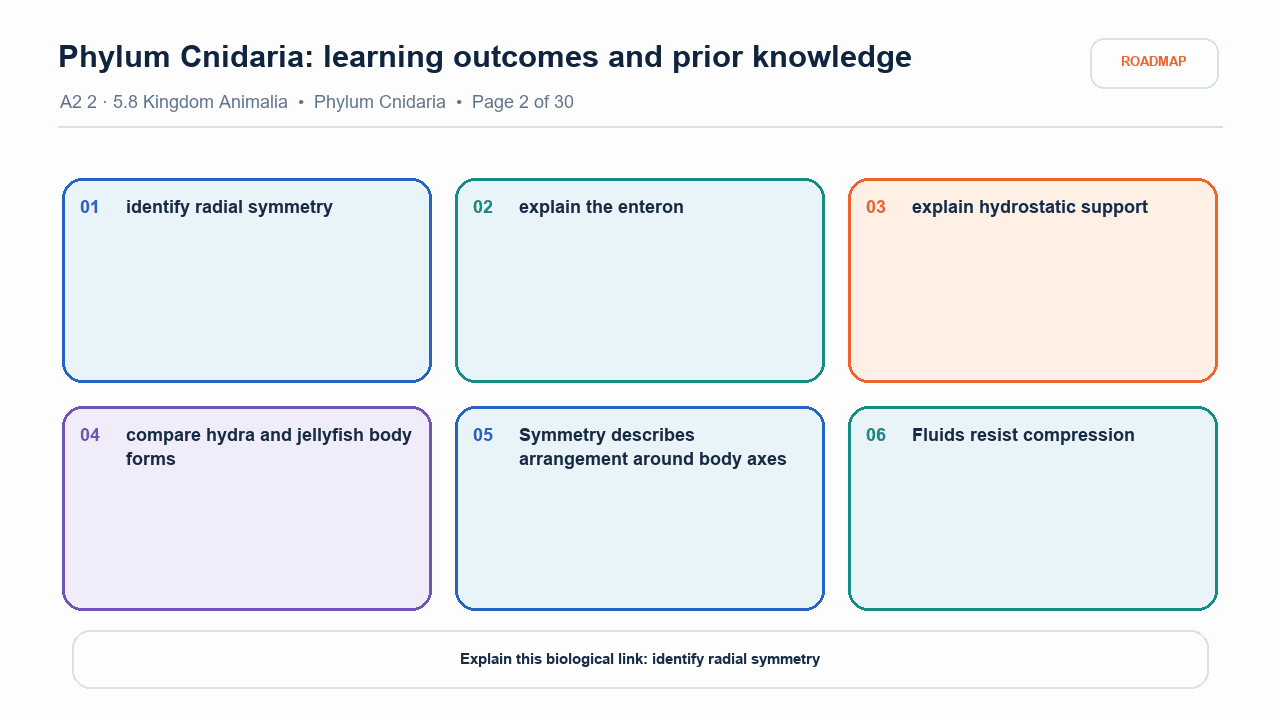 Phylum Cnidaria: learning outcomes and prior knowledge
ROADMAP
A2 2 · 5.8 Kingdom Animalia • Phylum Cnidaria • Page 2 of 30
01 identify radial symmetry
02 explain the enteron
03 explain hydrostatic support
04 compare hydra and jellyfish body
forms
05 Symmetry describes
arrangement around body axes
06 Fluids resist compression
Explain this biological link: identify radial symmetry